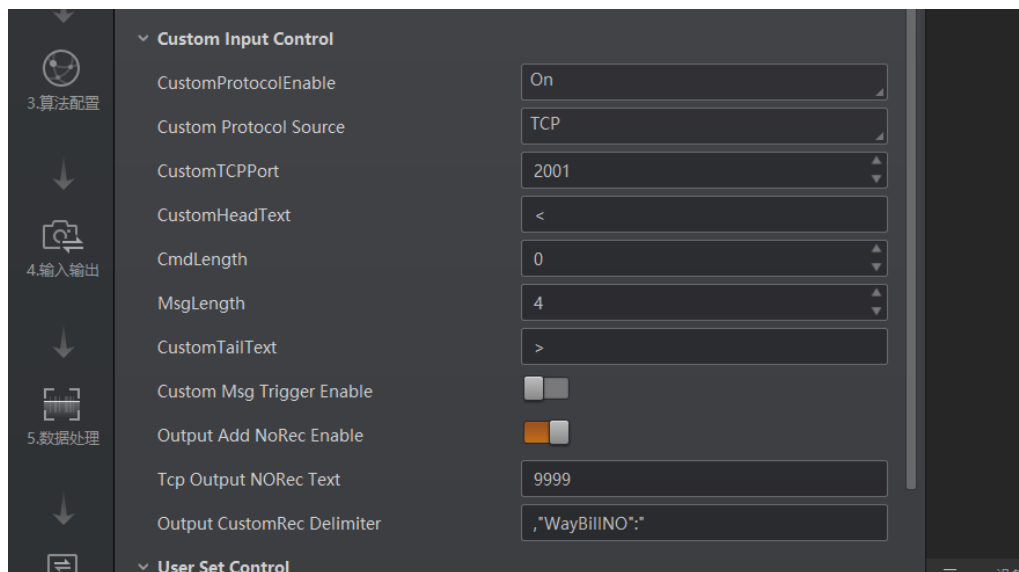 Custom Input Control
CustomProtocolEnable
On
3.算法配置
Custom Protocol Source
TCP
CustomTCPPort
2001
CustomHeadText
<
4.输入输出
CmdLength
0
MsgLength
4
CustomTailText
>
Custom Msg Trigger Enable
5.数据处理
Output Add NoRec Enable
Tcp Output NORec Text
9999
Output CustomRec Delimiter
,"WayBillNO":"
User Set Control